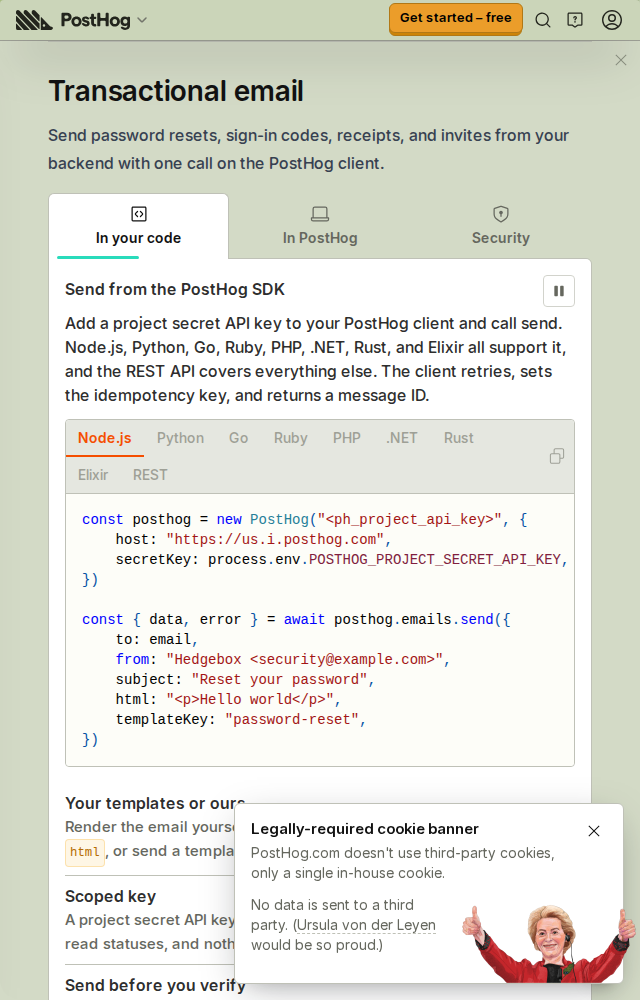 PostHog
Get started – free
Transactional email
Send password resets, sign-in codes, receipts, and invites from your
backend with one call on the PostHog client.
In your code
In PostHog
Security
Send from the PostHog SDK
Add a project secret API key to your PostHog client and call send.
Node.js, Python, Go, Ruby, PHP, .NET, Rust, and Elixir all support it,
and the REST API covers everything else. The client retries, sets
the idempotency key, and returns a message ID.
Node.js Python Go Ruby PHP .NET Rust
Elixir REST
const posthog = new PostHog("<ph_project_api_key>", {
    host: "https://us.i.posthog.com",
    secretKey: process.env.POSTHOG_PROJECT_SECRET_API_KEY,
})
const { data, error } = await posthog.emails.send({
    to: email,
    from: "Hedgebox <security@example.com>",
    subject: "Reset your password",
    html: "<p>Hello world</p>",
    templateKey: "password-reset",
})
Your templates or ours
Render the email
html, or send a
Scoped key
A project secret API key
read statuses, and
Send before you verify
Legally-required cookie banner
PostHog.com doesn't use third-party cookies,
only a single in-house cookie.
No data is sent to a third
party. (Ursula von der Leyen
would be so proud.)